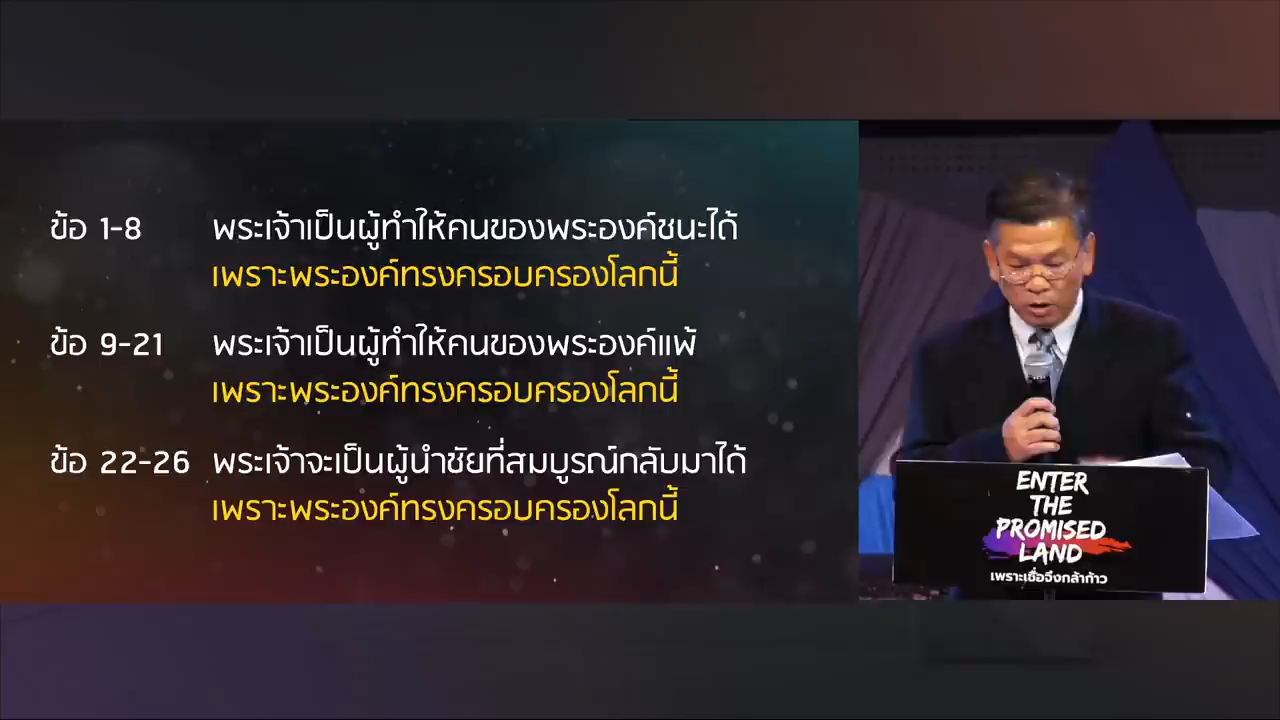 ข้อ 1-8 พระเจ้าเป็นผู้ทำให้คนของพระองค์ชนะได้
เพราะพระองค์ทรงครอบครองโลกนี้
ข้อ 9-21 พระเจ้าเป็นผู้ทำให้คนของพระองค์แพ้
เพราะพระองค์ทรงครอบครองโลกนี้
ข้อ 22-26 พระเจ้าจะเป็นผู้นำชัยที่สมบูรณ์กลับมาได้
เพราะพระองค์ทรงครอบครองโลกนี้
ENTER
THE
PROMISED
LAND
เพราะเชื่อจึงกล้าก้าว